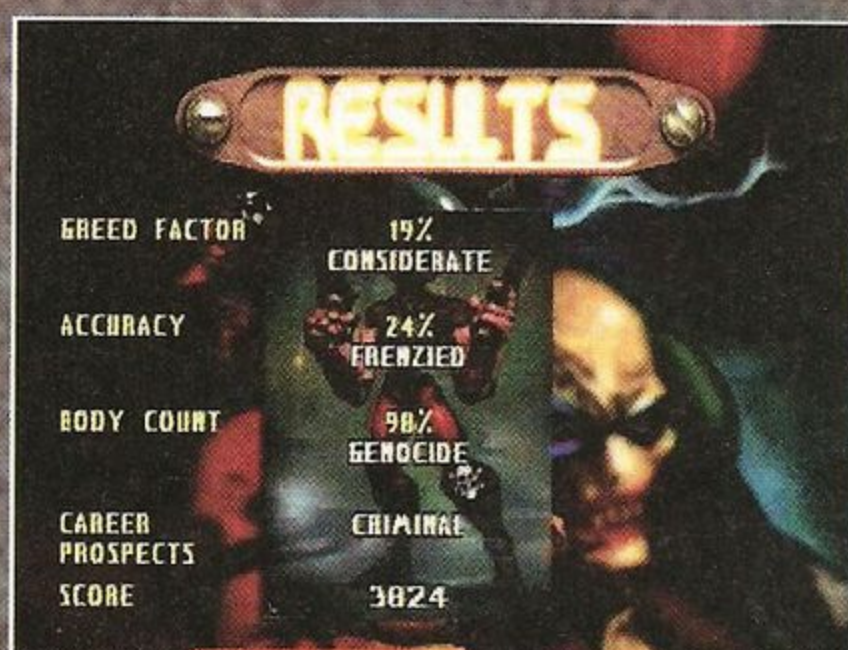 RESULTS
GREED FACTOR 19%
CONSIDERATE
ACCURACY 24%
FRENZIED
BODY COUNT 98%
GENOCIDE
CAREER CRIMINAL
PROSPECTS
SCORE 3824